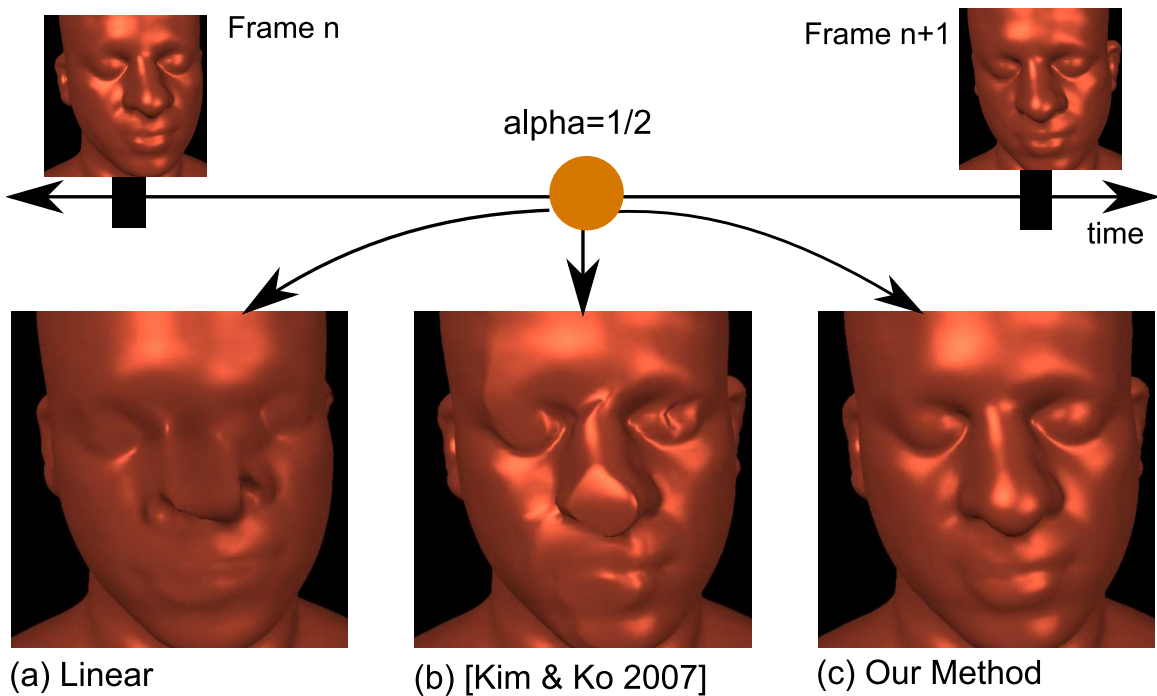 Frame n
Frame n+1
alpha=1/2
time
(a) Linear
(b) [Kim & Ko 2007]
(c) Our Method